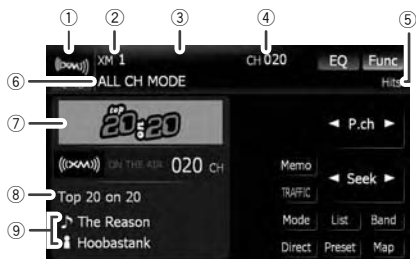 ① ② ③ ④ ⑤
((XM)) XM 1 CH 020 EQ Func
⑥ ALL CH MODE Hits
⑦ top 20 on 20 ◄ P.ch ►
((XM)) ON THE AIR 020 CH Memo ◄ Seek ►
TRAFFIC
⑧ Top 20 on 20
⑨ The Reason Mode List Band
Hoobastank Direct Preset Map